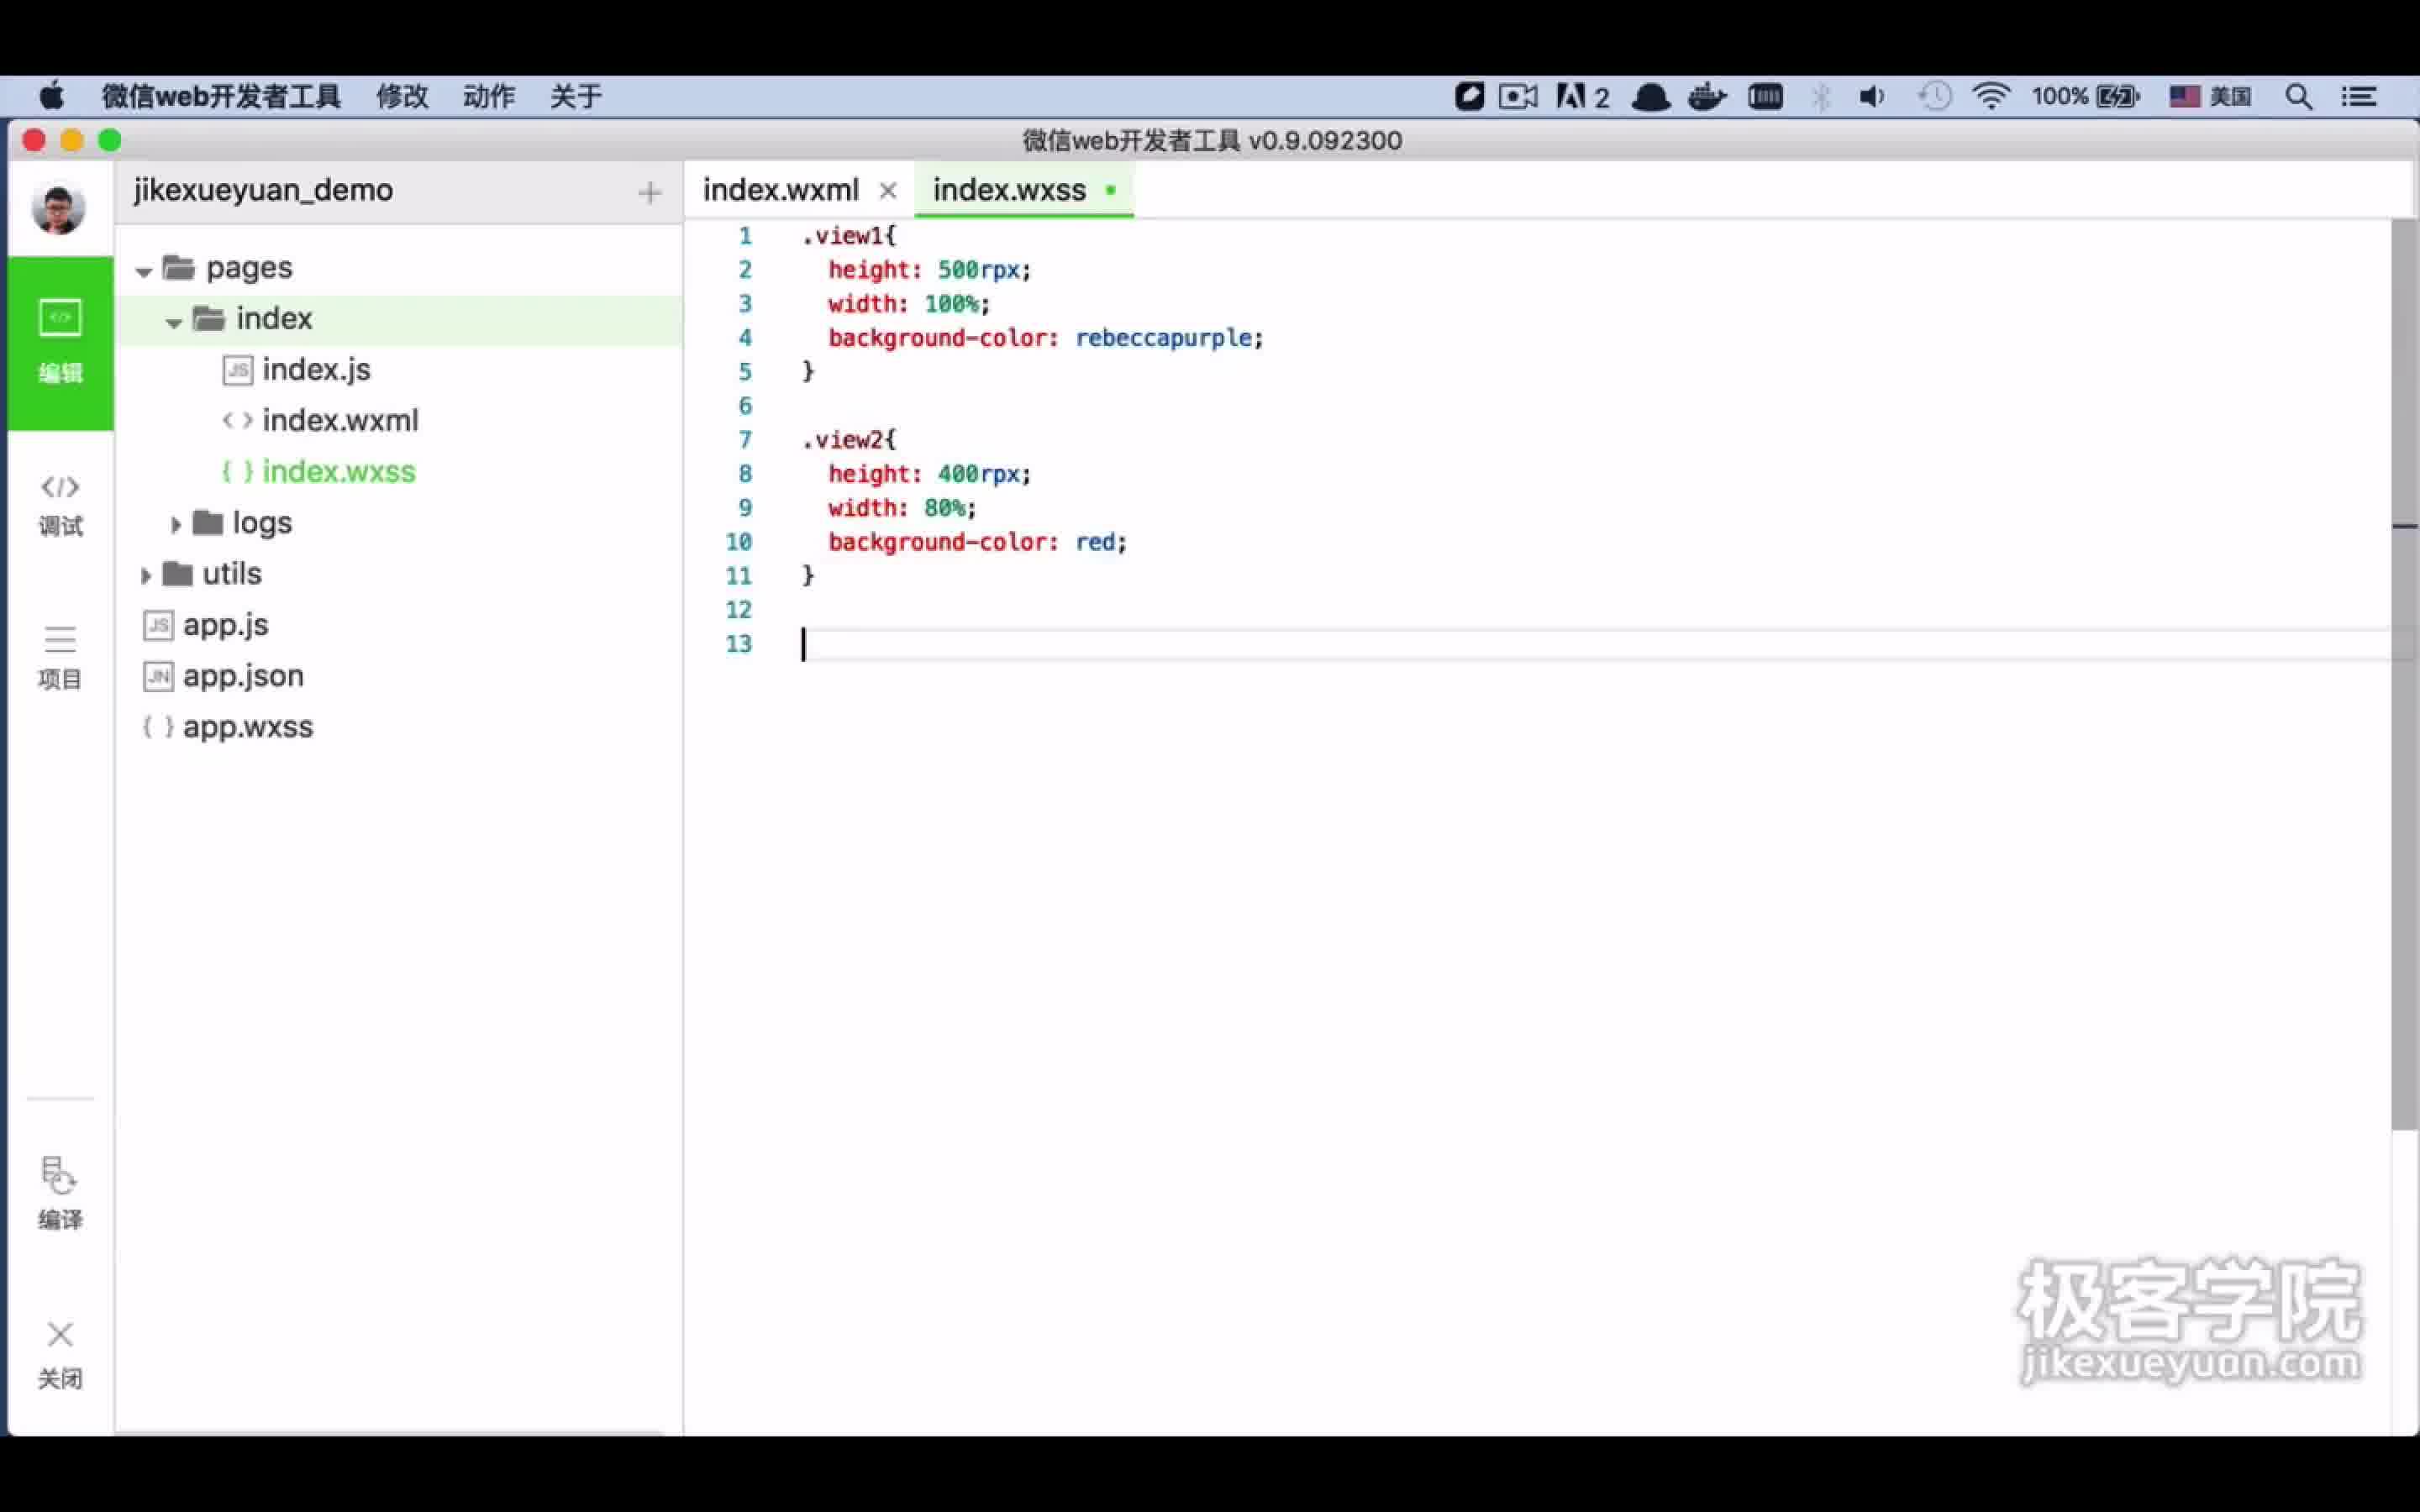 微信web开发者工具 修改 动作 关于 2 100% 美国
微信web开发者工具 v0.9.092300
jikexueyuan_demo + index.wxml × index.wxss
pages
index
JS index.js
<> index.wxml
{ } index.wxss
logs
utils
JS app.js
JN app.json
{ } app.wxss
编辑
</>
调试
项目
编译
关闭
1 .view1{
2 height: 500rpx;
3 width: 100%;
4 background-color: rebeccapurple;
5 }
6
7 .view2{
8 height: 400rpx;
9 width: 80%;
10 background-color: red;
11 }
12
13
极客学院
jikexueyuan.com